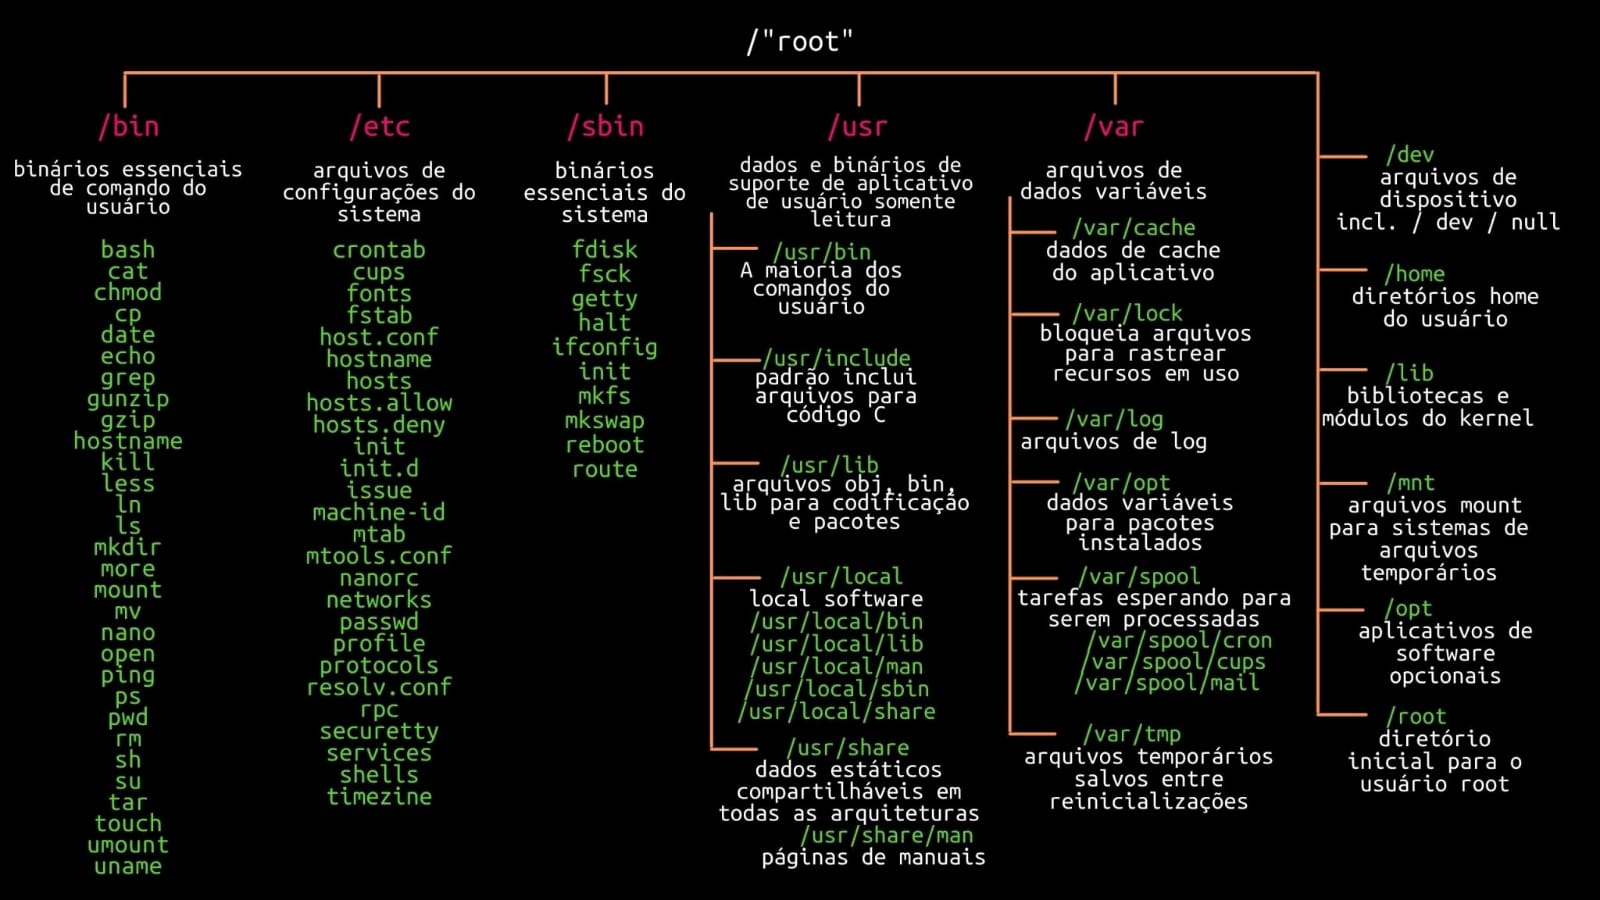 /"root"
/bin
binários essenciais
de comando do
usuário
bash
cat
chmod
cp
date
echo
grep
gunzip
gzip
hostname
kill
less
ln
ls
mkdir
more
mount
mv
nano
open
ping
ps
pwd
rm
sh
su
tar
touch
umount
uname
/etc
arquivos de
configurações do
sistema
crontab
cups
fonts
fstab
host.conf
hostname
hosts
hosts.allow
hosts.deny
init
init.d
issue
machine-id
mtab
mtools.conf
nanorc
networks
passwd
profile
protocols
resolv.conf
rpc
securetty
services
shells
timezine
/sbin
binários
essenciais do
sistema
fdisk
fsck
getty
halt
ifconfig
init
mkfs
mkswap
reboot
route
/usr
dados e binários de
suporte de aplicativo
de usuário somente
leitura
/usr/bin
A maioria dos
comandos do
usuário
/usr/include
padrão inclui
arquivos para
código C
/usr/lib
arquivos obj, bin,
lib para codificação
e pacotes
/usr/local
local software
/usr/local/bin
/usr/local/lib
/usr/local/man
/usr/local/sbin
/usr/local/share
/usr/share
dados estáticos
compartilháveis em
todas as arquiteturas
/usr/share/man
páginas de manuais
/var
arquivos de
dados variáveis
/var/cache
dados de cache
do aplicativo
/var/lock
bloqueia arquivos
para rastrear
recursos em uso
/var/log
arquivos de log
/var/opt
dados variáveis
para pacotes
instalados
/var/spool
tarefas esperando para
serem processadas
/var/spool/cron
/var/spool/cups
/var/spool/mail
/var/tmp
arquivos temporários
salvos entre
reinicializações
/dev
arquivos de
dispositivo
incl. / dev / null
/home
diretórios home
do usuário
/lib
bibliotecas e
módulos do kernel
/mnt
arquivos mount
para sistemas de
arquivos
temporários
/opt
aplicativos de
software
opcionais
/root
diretório
inicial para o
usuário root